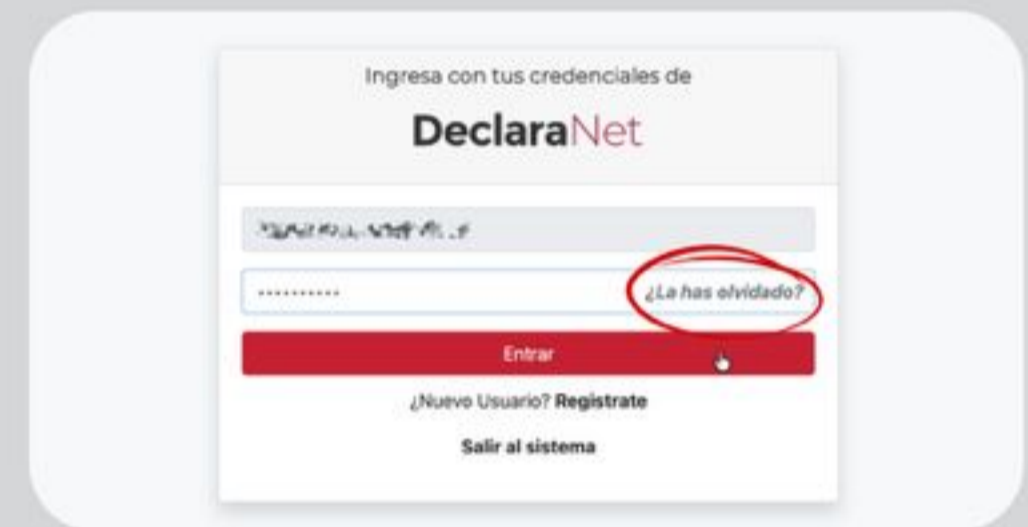 Ingresa con tus credenciales de
DeclaraNet
··········
¿La has olvidado?
Entrar
¿Nuevo Usuario? Registrate
Salir al sistema